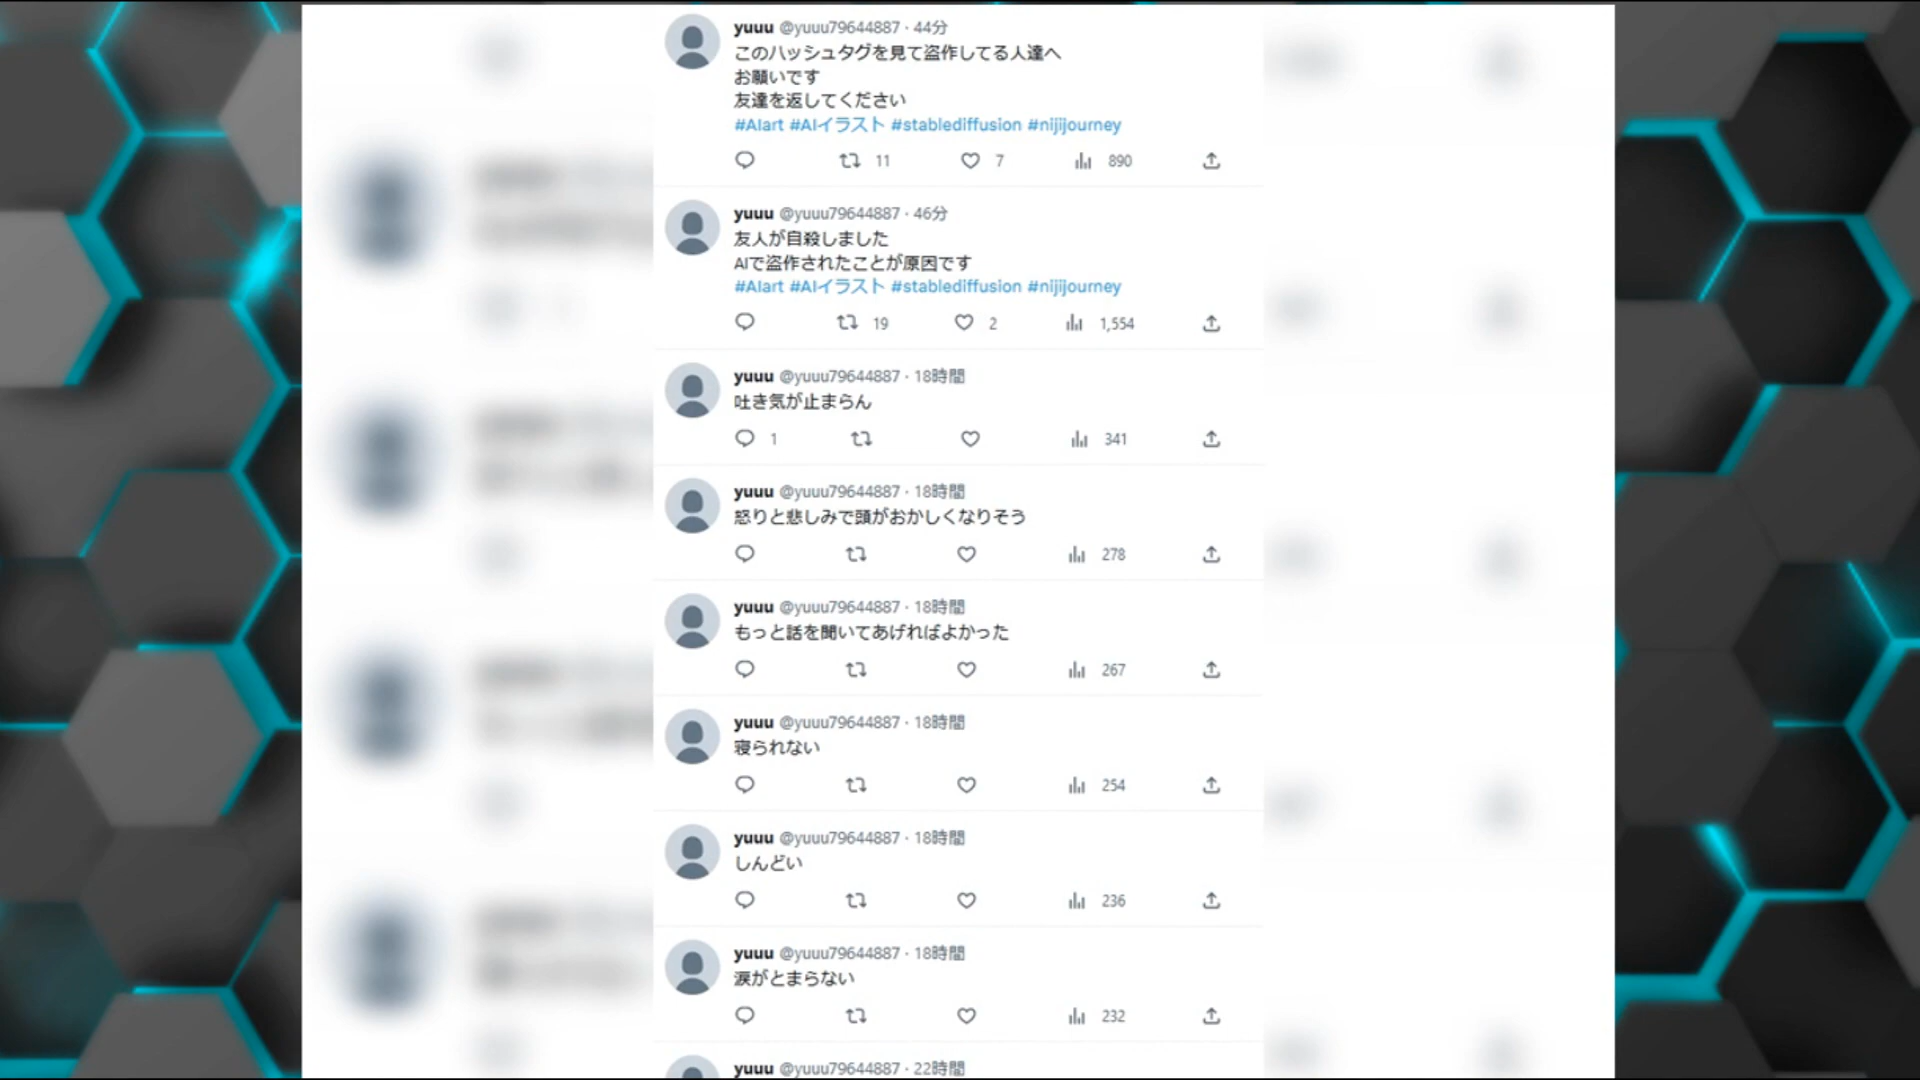 yuuu @yuuu79644887 · 44分
このハッシュタグを見て盗作してる人達へ
お願いです
友達を返してください
#AIart #AIイラスト #stablediffusion #nijijourney
11 7 890
yuuu @yuuu79644887 · 46分
友人が自殺しました
AIで盗作されたことが原因です
#AIart #AIイラスト #stablediffusion #nijijourney
19 2 1,554
yuuu @yuuu79644887 · 18時間
吐き気が止まらん
1 341
yuuu @yuuu79644887 · 18時間
怒りと悲しみで頭がおかしくなりそう
278
yuuu @yuuu79644887 · 18時間
もっと話を聞いてあげればよかった
267
yuuu @yuuu79644887 · 18時間
寝られない
254
yuuu @yuuu79644887 · 18時間
しんどい
236
yuuu @yuuu79644887 · 18時間
涙がとまらない
232
yuuu @yuuu79644887 · 22時間